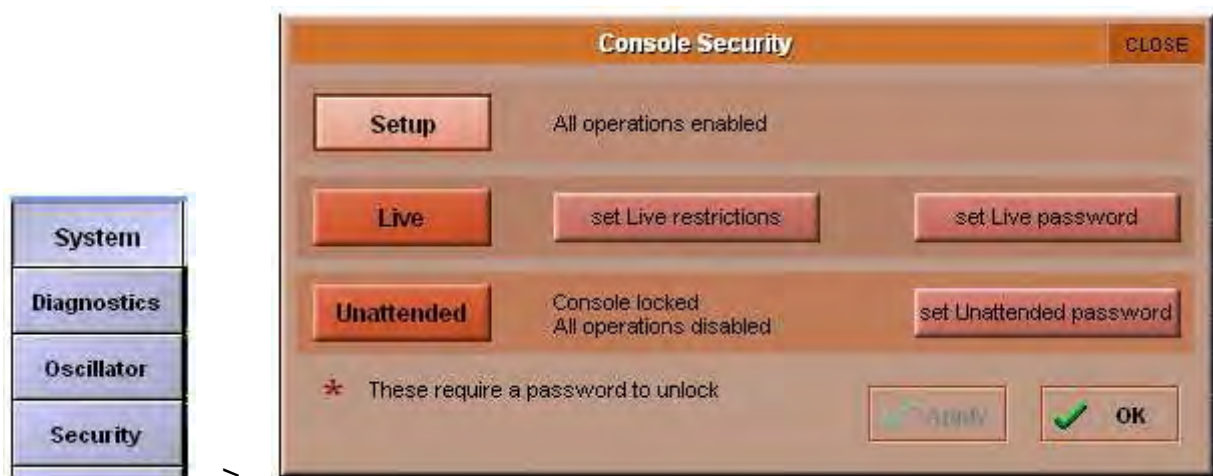 System
Diagnostics
Oscillator
Security
>
Console Security
CLOSE
Setup
All operations enabled
Live
set Live restrictions
set Live password
Unattended
Console locked
All operations disabled
set Unattended password
* These require a password to unlock
Apply
OK